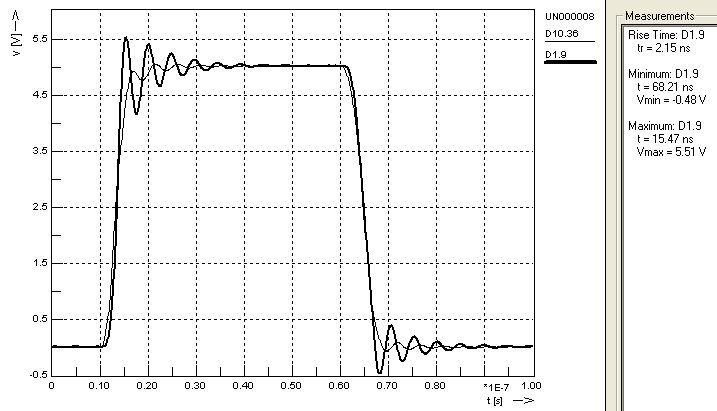 v [V]
5.5
4.5
3.5
2.5
1.5
0.5
-0.5
0
0.10
0.20
0.30
0.40
0.50
0.60
0.80
1.00
*1E-7
t [s]
UN000008
D10.36
D1.9
Measurements
Rise Time: D1.9
tr = 2.15 ns
Minimum: D1.9
t = 68.21 ns
Vmin = -0.48 V
Maximum: D1.9
t = 15.47 ns
Vmax = 5.51 V